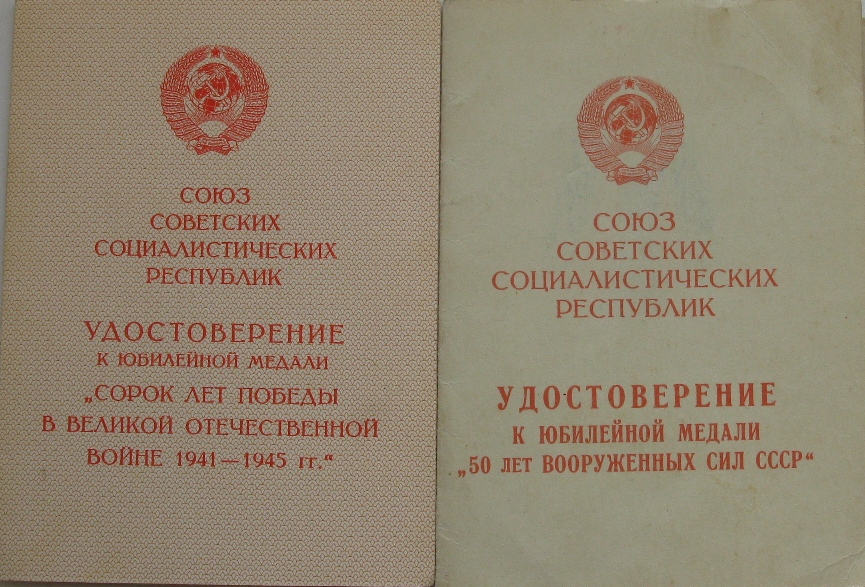 СОЮЗ
СОВЕТСКИХ
СОЦИАЛИСТИЧЕСКИХ
РЕСПУБЛИК
УДОСТОВЕРЕНИЕ
К ЮБИЛЕЙНОЙ МЕДАЛИ
„СОРОК ЛЕТ ПОБЕДЫ
В ВЕЛИКОЙ ОТЕЧЕСТВЕННОЙ
ВОЙНЕ 1941—1945 гг.“
СОЮЗ
СОВЕТСКИХ
СОЦИАЛИСТИЧЕСКИХ
РЕСПУБЛИК
УДОСТОВЕРЕНИЕ
К ЮБИЛЕЙНОЙ МЕДАЛИ
„50 ЛЕТ ВООРУЖЕННЫХ СИЛ СССР“